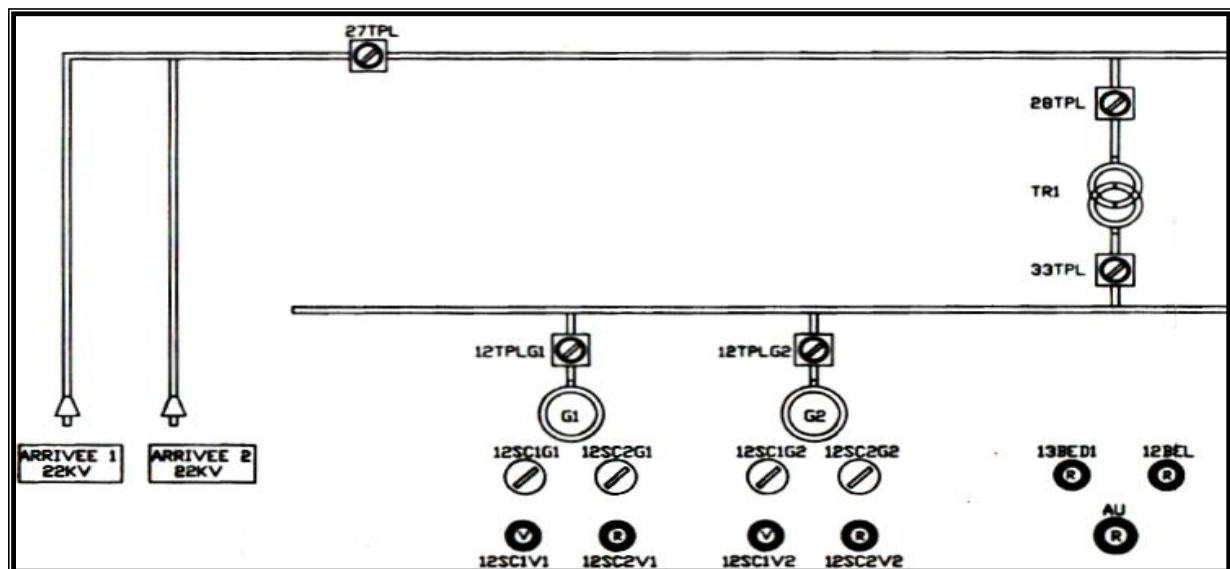 27TPL
28TPL
TR1
33TPL
12TPLG1
12TPLG2
G1
G2
ARRIVEE 1
22KV
ARRIVEE 2
22KV
12SC1G1
12SC2G1
12SC1G2
12SC2G2
13BED1
12BEL
R
R
AU
R
V
R
V
R
12SC1V1
12SC2V1
12SC1V2
12SC2V2